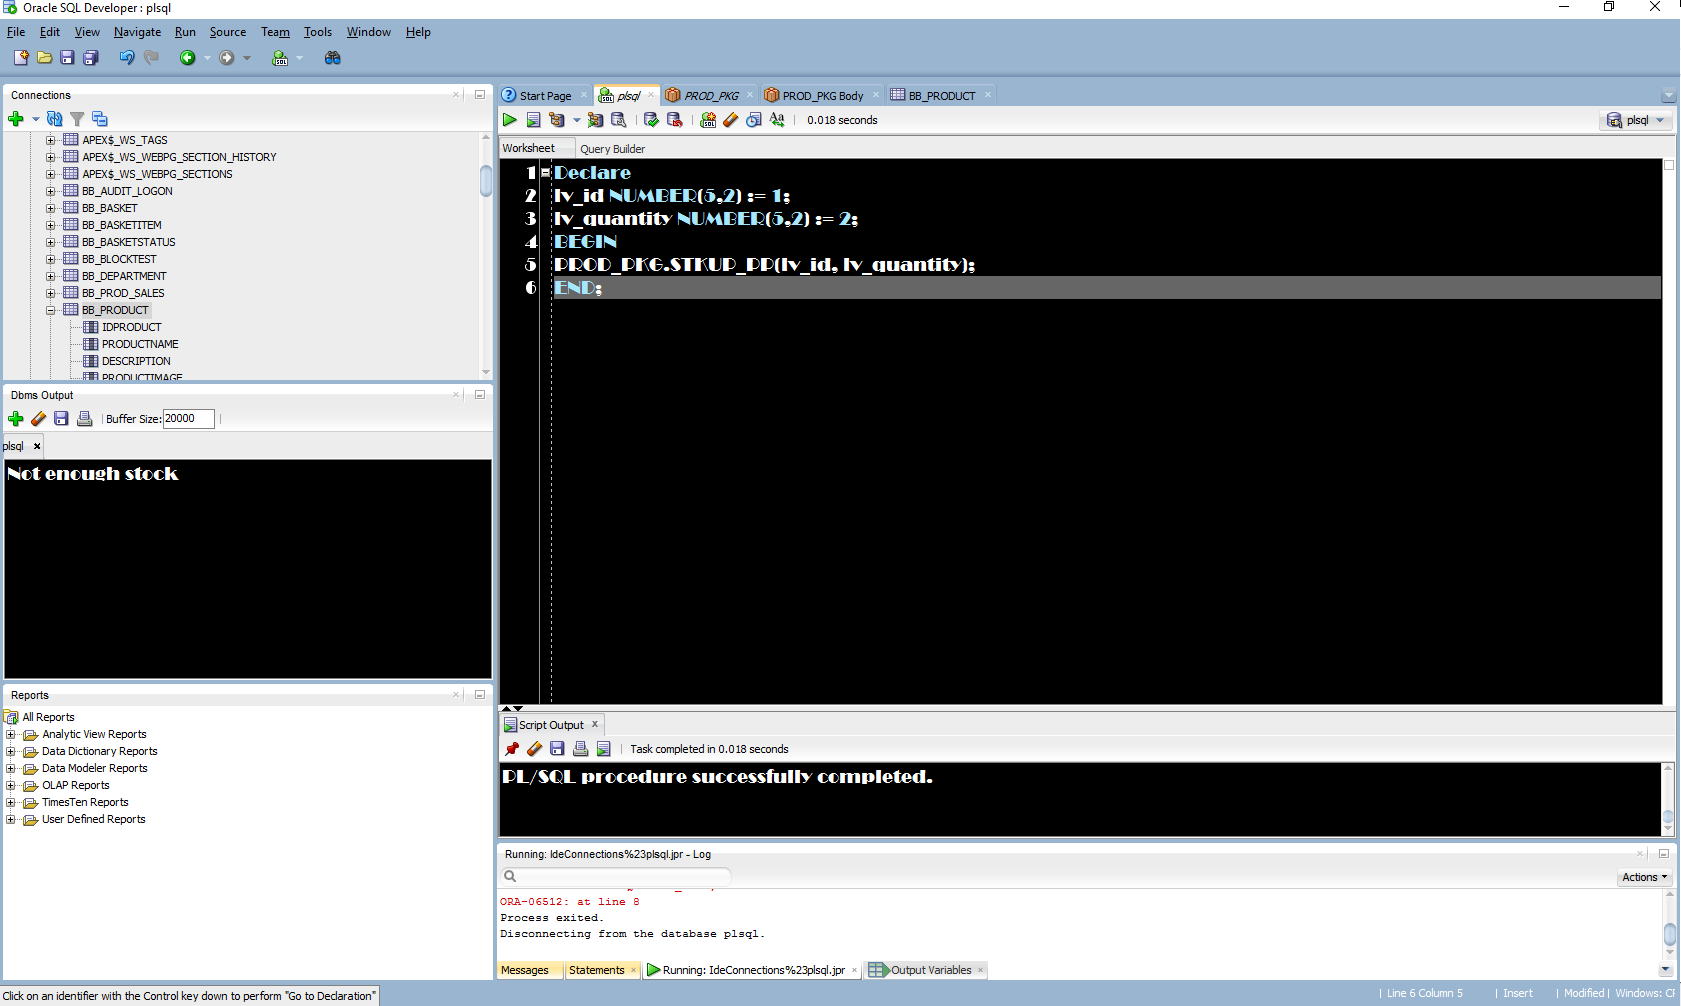 Oracle SQL Developer : plsql
File Edit View Navigate Run Source Team Tools Window Help
Connections
APEX$_WS_TAGS
APEX$_WS_WEBPG_SECTION_HISTORY
APEX$_WS_WEBPG_SECTIONS
BB_AUDIT_LOGON
BB_BASKET
BB_BASKETITEM
BB_BASKETSTATUS
BB_BLOCKTEST
BB_DEPARTMENT
BB_PROD_SALES
BB_PRODUCT
IDPRODUCT
PRODUCTNAME
DESCRIPTION
PRODUCTIMAGE
Dbms Output
Buffer Size: 20000
plsql
Not enough stock
Reports
All Reports
Analytic View Reports
Data Dictionary Reports
Data Modeler Reports
OLAP Reports
TimesTen Reports
User Defined Reports
Start Page plsql PROD_PKG PROD_PKG Body BB_PRODUCT
0.018 seconds plsql
Worksheet Query Builder
1 Declare
2 lv_id NUMBER(5,2) := 1;
3 lv_quantity NUMBER(5,2) := 2;
4 BEGIN
5 PROD_PKG.STKUP_PP(lv_id, lv_quantity);
6 END;
Script Output
Task completed in 0.018 seconds
PL/SQL procedure successfully completed.
Running: IdeConnections%23plsql.jpr - Log
Actions
ORA-06512: at line 8
Process exited.
Disconnecting from the database plsql.
Messages Statements Running: IdeConnections%23plsql.jpr Output Variables
Click on an identifier with the Control key down to perform "Go to Declaration"
Line 6 Column 5 Insert Modified Windows: